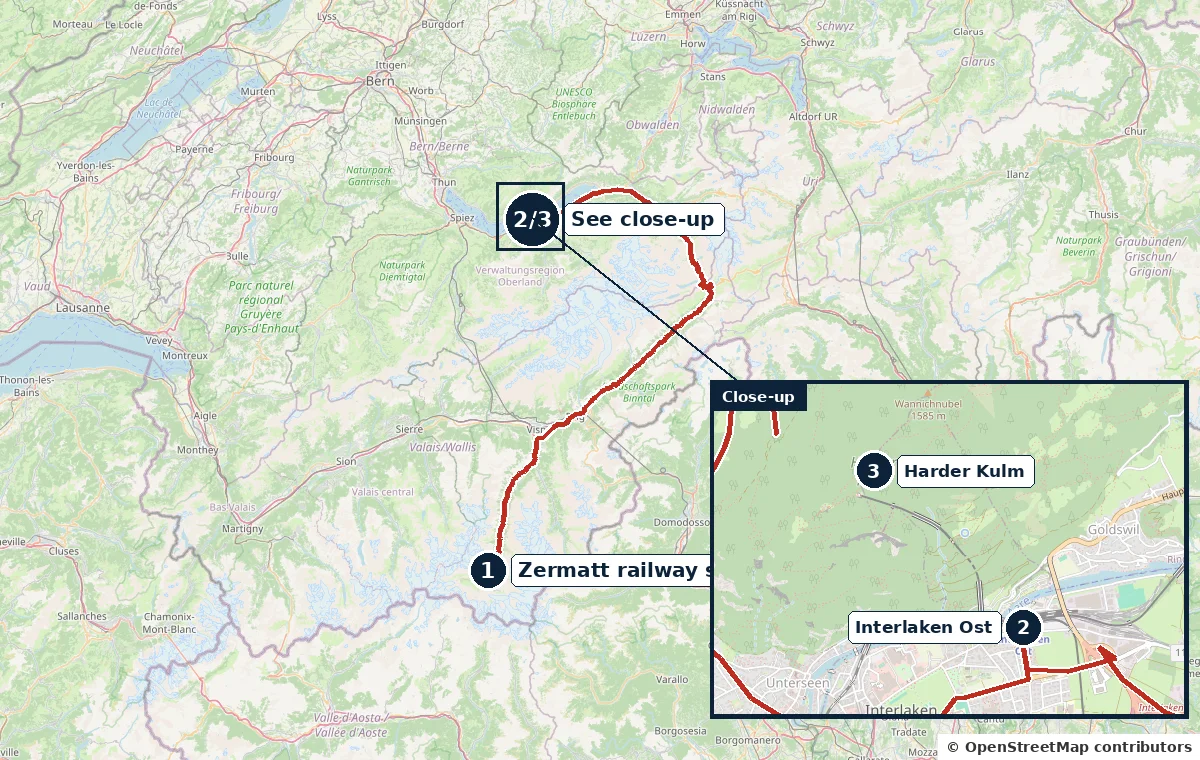 de-Fonds
Morteau
Le Locle
Lyss
Burgdorf
Emmen
Küssnacht
am Rigi
Schwyz
Luzern
Horw
Schwyz
Glarus
Glarus
Neuchâtel
Ittigen
Bern
Stans
Lac de
Neuchâtel
Murten
Worb
UNESCO
Biosphäre
Entlebuch
Nidwalden
Altdorf UR
Münsingen
Obwalden
Chur
Payerne
Fribourg
Bern/Berne
Yverdon-les-
Bains
Naturpark
Gantrisch
Thun
Uri
Ilanz
Fribourg/
Freiburg
Spiez
2/3
See close-up
Thusis
Bulle
Naturpark
Diemtigtal
Verwaltungsregion
Oberland
Naturpark
Beverin
Graubünden/
Grischun/
Grigioni
Vaud
Parc naturel
régional
Gruyère
Pays-d'Enhaut
Lausanne
Vevey
Montreux
Thonon-les-
Bains
Landschaftspark
Binntal
Aigle
Sierre
Monthey
Valais/Wallis
Sion
Valais central
Bas Valais
Martigny
Domodossola
Cluses
1
Zermatt railway s
Sallanches
Chamonix-
Mont-Blanc
Varallo
Valle d'Aosta/
Vallée d'Aoste
Borgosesia
Borgomanero
Tradate
Gallarate
Close-up
Wannichnubel
1585 m
3
Harder Kulm
Goldswil
Interlaken Ost
2
Unterseen
Interlaken
© OpenStreetMap contributors